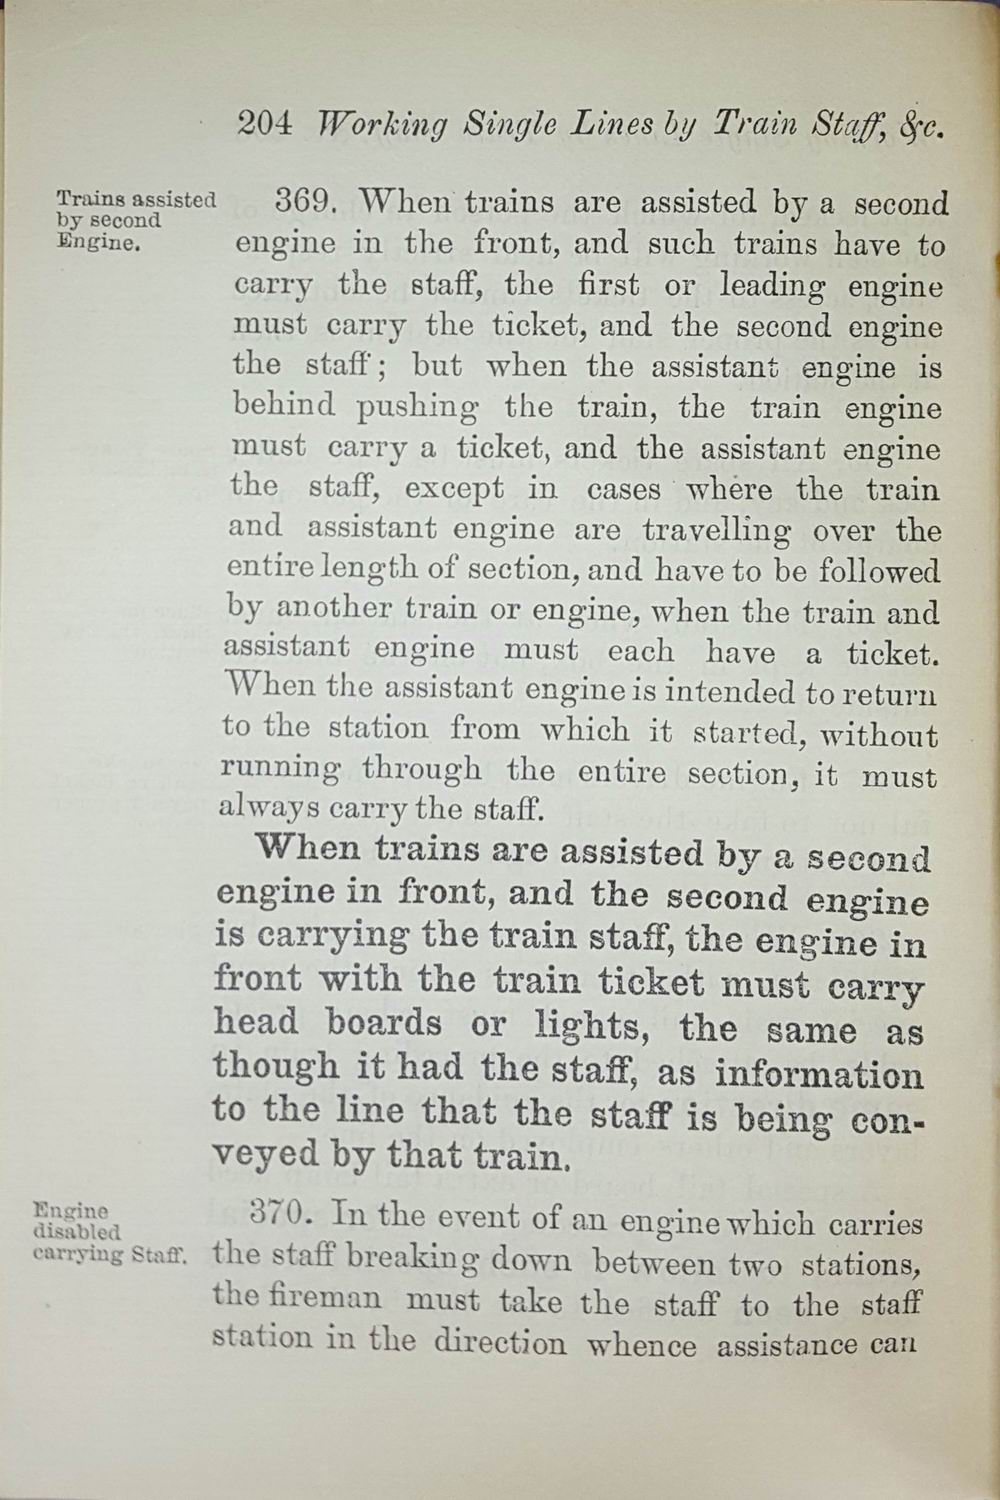 204 Working Single Lines by Train Staff, &c.
Trains assisted
by second
Engine.
369. When trains are assisted by a second
engine in the front, and such trains have to
carry the staff, the first or leading engine
must carry the ticket, and the second engine
the staff; but when the assistant engine is
behind pushing the train, the train engine
must carry a ticket, and the assistant engine
the staff, except in cases where the train
and assistant engine are travelling over the
entire length of section, and have to be followed
by another train or engine, when the train and
assistant engine must each have a ticket.
When the assistant engine is intended to return
to the station from which it started, without
running through the entire section, it must
always carry the staff.
When trains are assisted by a second
engine in front, and the second engine
is carrying the train staff, the engine in
front with the train ticket must carry
head boards or lights, the same as
though it had the staff, as information
to the line that the staff is being con-
veyed by that train.
Engine
disabled
carrying Staff.
370. In the event of an engine which carries
the staff breaking down between two stations,
the fireman must take the staff to the staff
station in the direction whence assistance can